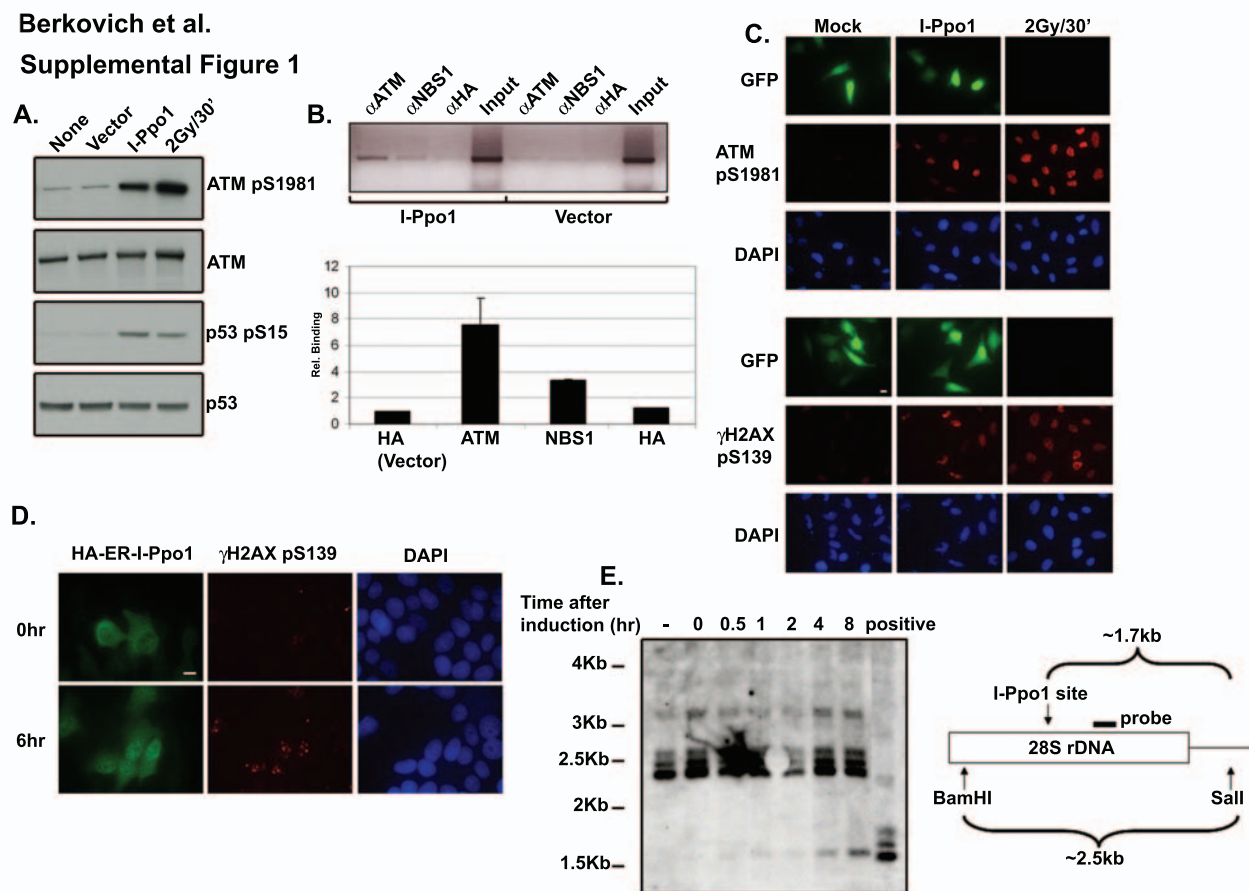 Berkovich et al.
Supplemental Figure 1
A.
None Vector I-Ppo1 2Gy/30'
ATM pS1981
ATM
p53 pS15
p53
B.
αATM αNBS1 αHA Input αATM αNBS1 αHA Input
I-Ppo1 Vector
Rel. Binding
12
10
8
6
4
2
0
HA (Vector) ATM NBS1 HA
C.
Mock I-Ppo1 2Gy/30'
GFP
ATM pS1981
DAPI
GFP
γH2AX pS139
DAPI
D.
HA-ER-I-Ppo1 γH2AX pS139 DAPI
0hr
6hr
E.
Time after
induction (hr) - 0 0.5 1 2 4 8 positive
4Kb
3Kb
2.5Kb
2Kb
1.5Kb
~1.7kb
I-Ppo1 site
probe
28S rDNA
BamHI SalI
~2.5kb